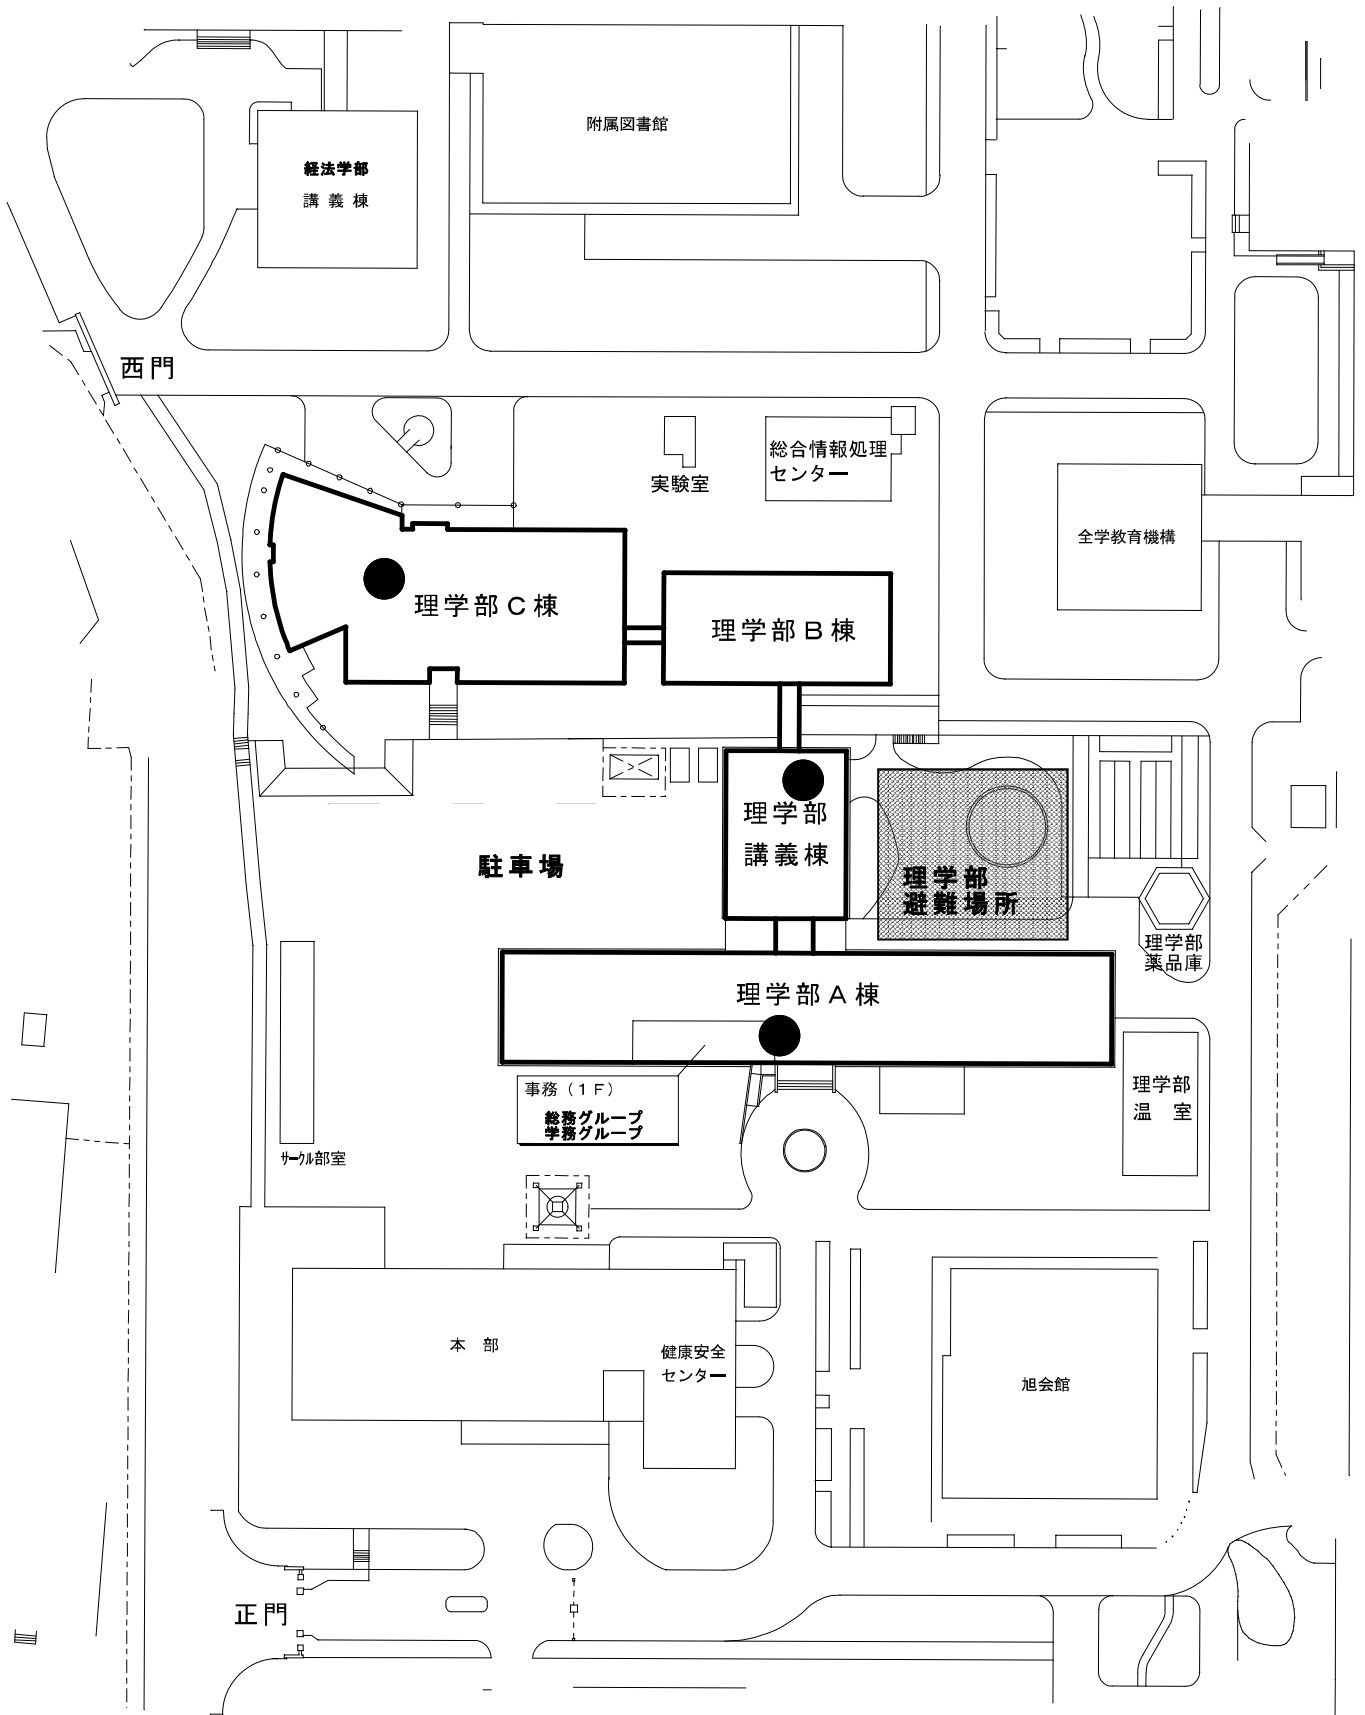 附属図書館
経法学部
講義棟
西門
総合情報処理
センター
実験室
全学教育機構
理学部C棟
理学部B棟
理学部
講義棟
駐車場
理学部
避難場所
理学部
薬品庫
理学部A棟
事務(1F)
総務グループ
学務グループ
理学部
温室
サークル部室
本部
健康安全
センター
旭会館
正門